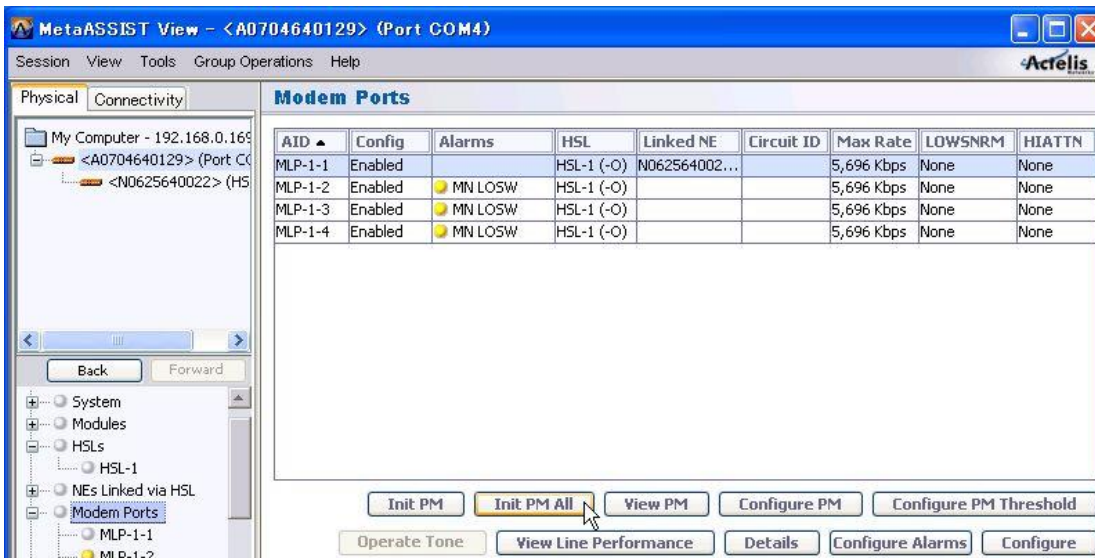 MetaASSIST View - <A0704640129> (Port COM4)
Session View Tools Group Operations Help
Actelis
Networks
Physical Connectivity
Modem Ports
My Computer - 192.168.0.169
<A0704640129> (Port CO
<N0625640022> (HS
AID Config Alarms HSL Linked NE Circuit ID Max Rate LOWSNRM HIATTN
MLP-1-1 Enabled HSL-1 (-O) N062564002... 5,696 Kbps None None
MLP-1-2 Enabled MN LOSW HSL-1 (-O) 5,696 Kbps None None
MLP-1-3 Enabled MN LOSW HSL-1 (-O) 5,696 Kbps None None
MLP-1-4 Enabled MN LOSW HSL-1 (-O) 5,696 Kbps None None
Back Forward
System
Modules
HSLs
HSL-1
NEs Linked via HSL
Modem Ports
MLP-1-1
MLP-1-2
Init PM Init PM All View PM Configure PM Configure PM Threshold
Operate Tone View Line Performance Details Configure Alarms Configure